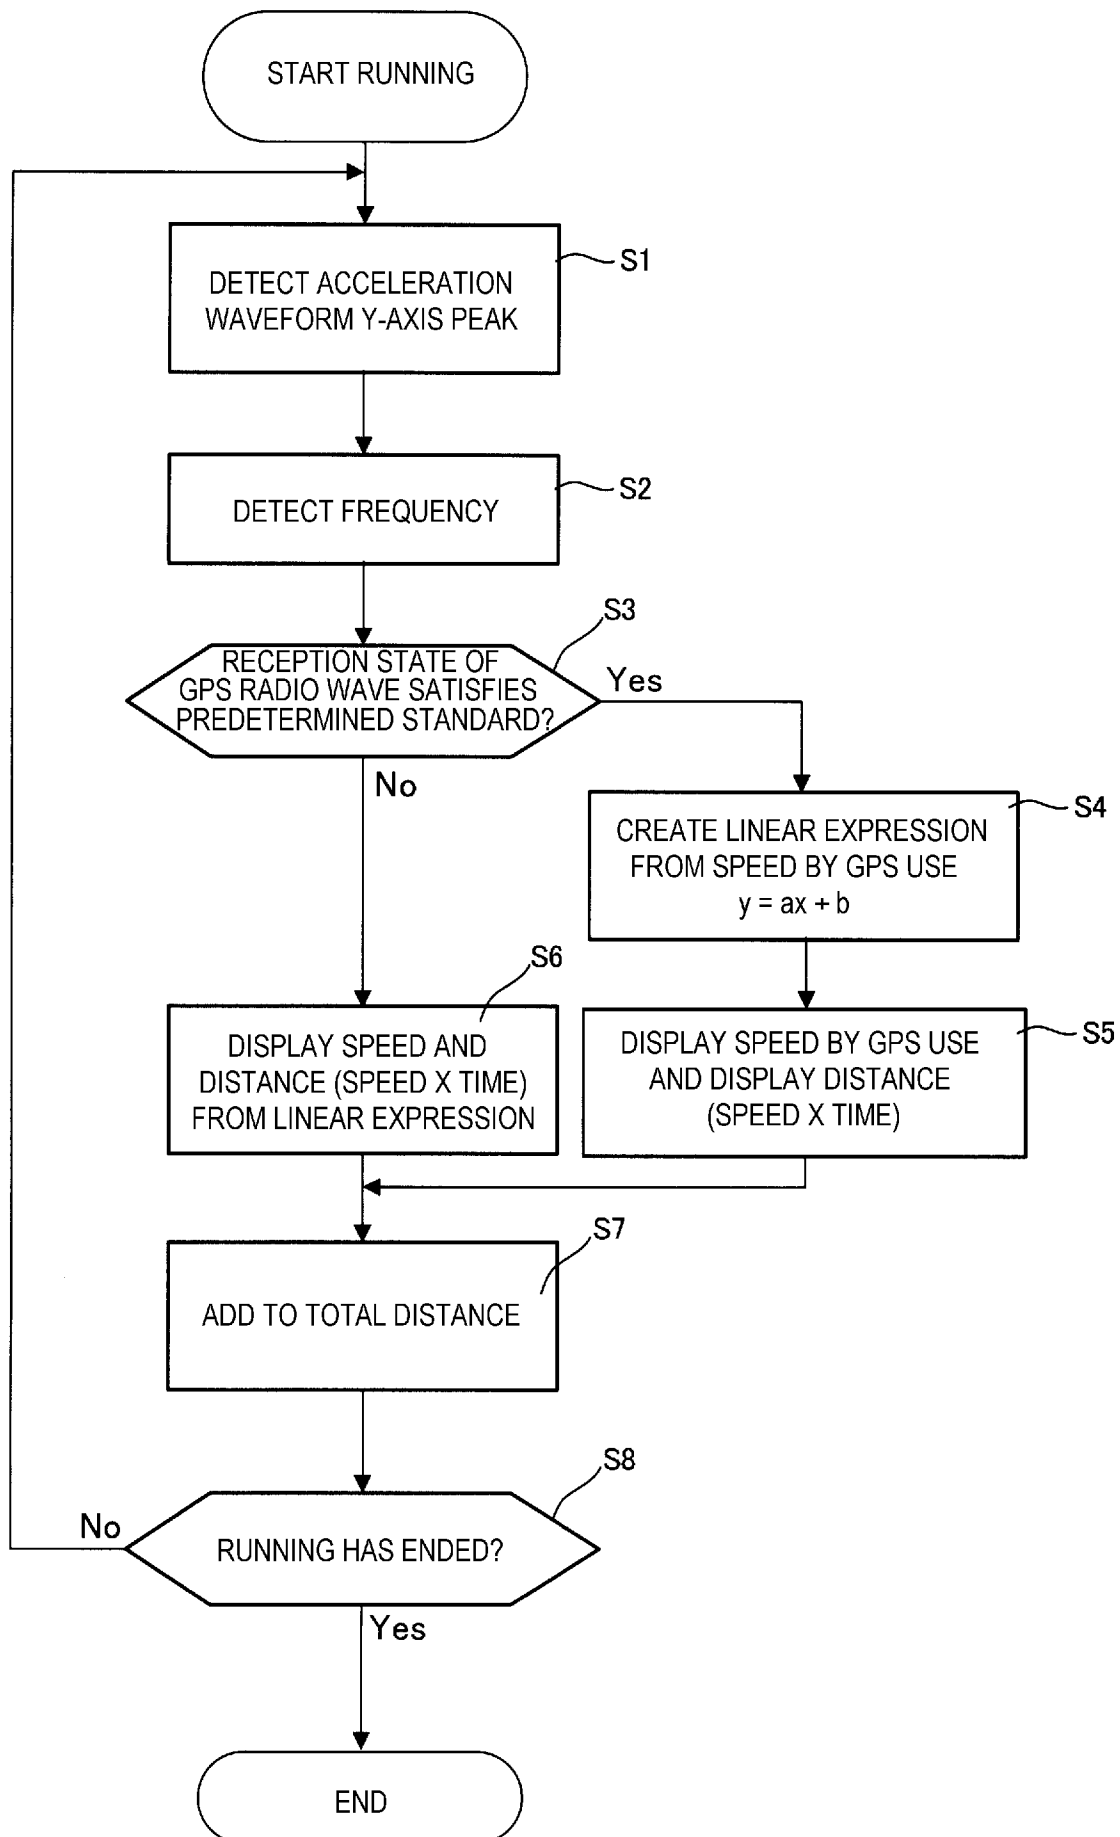 START RUNNING
S1
DETECT ACCELERATION
WAVEFORM Y-AXIS PEAK
S2
DETECT FREQUENCY
S3
RECEPTION STATE OF
GPS RADIO WAVE SATISFIES
PREDETERMINED STANDARD?
Yes
No
S4
CREATE LINEAR EXPRESSION
FROM SPEED BY GPS USE
y = ax + b
S6
DISPLAY SPEED AND
DISTANCE (SPEED X TIME)
FROM LINEAR EXPRESSION
S5
DISPLAY SPEED BY GPS USE
AND DISPLAY DISTANCE
(SPEED X TIME)
S7
ADD TO TOTAL DISTANCE
S8
No
RUNNING HAS ENDED?
Yes
END